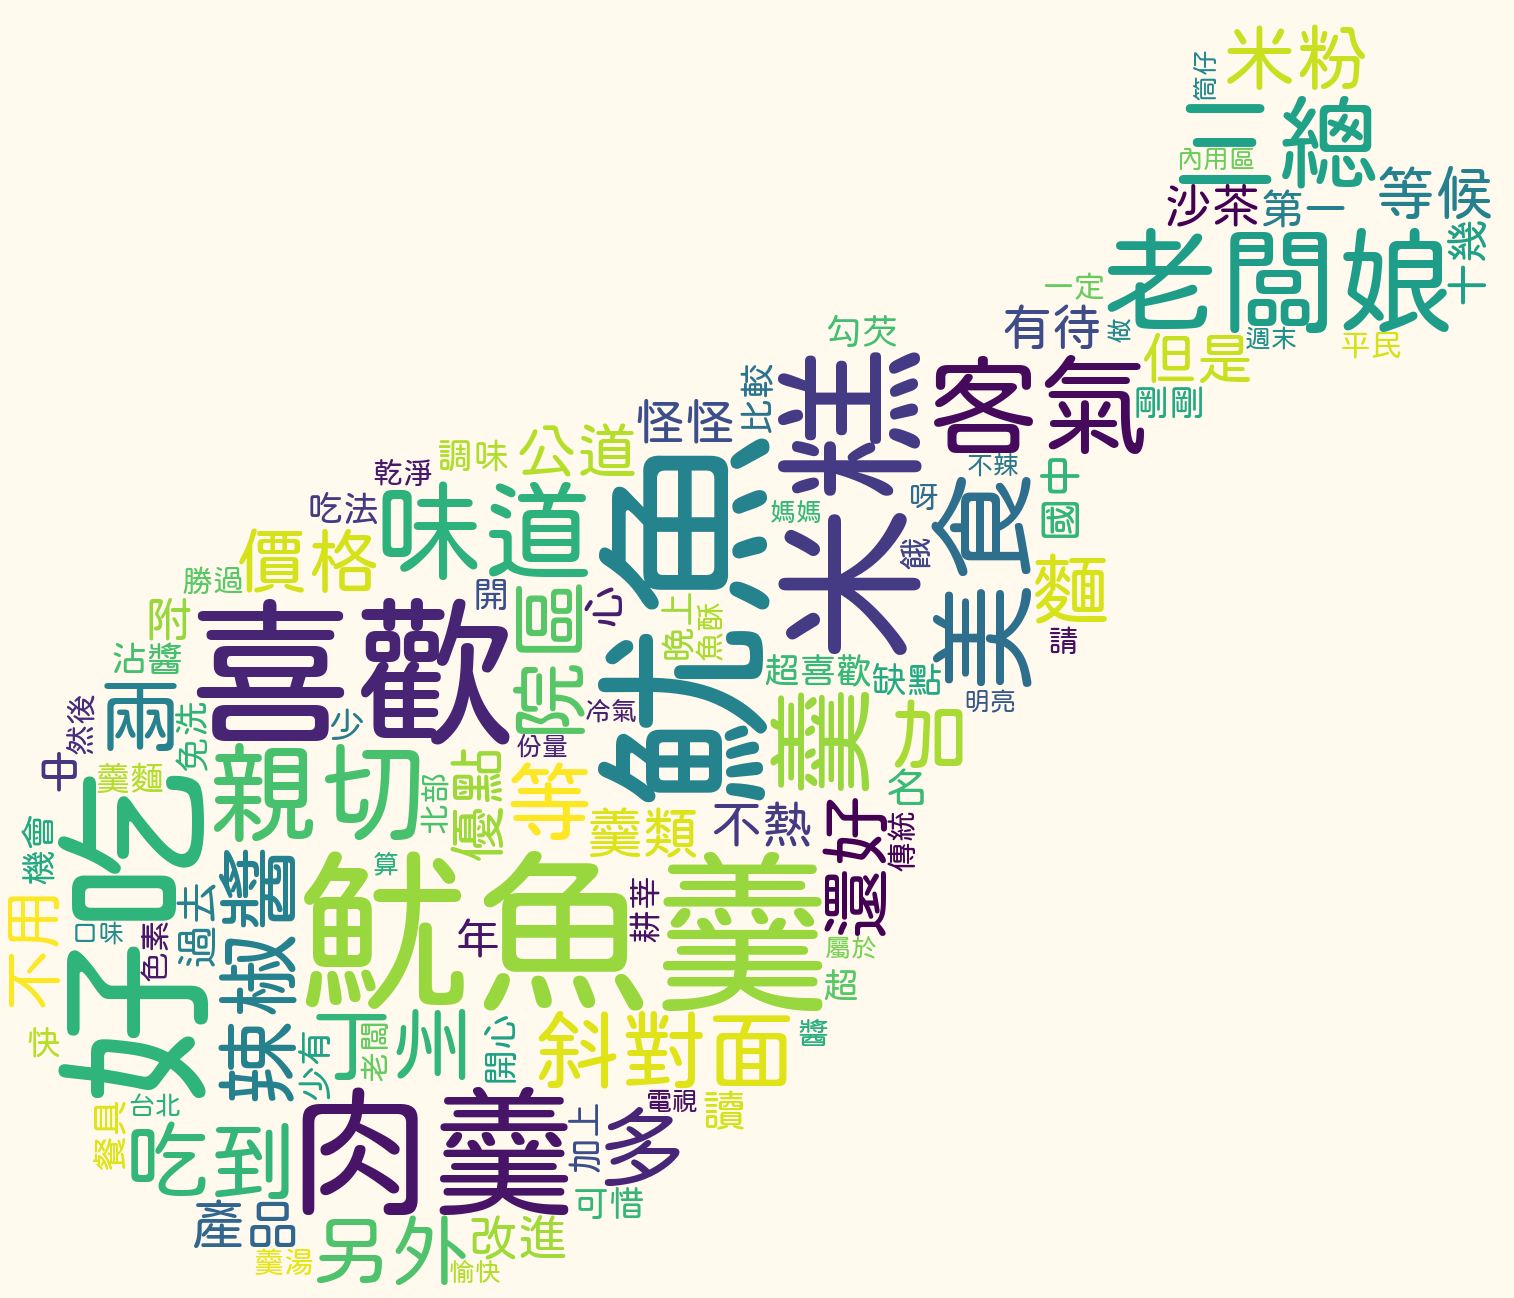 米粉
筒仔
三總
內用區
沙茶
第一
等候
老闆娘
十幾
一定
有待
做
週末
平民
但是
剛剛
勾芡
比較
米糕
客氣
怪怪
公道
調味
乾淨
吃法
味道
魷魚
不辣
國中
美食
呀
餓
媽媽
麵
請
價格
勝過
附
沾醬
喜歡
開
心
院區
晚上
魚酥
超喜歡
缺點
明亮
兩
然後
免洗
少
冷氣
份量
羹
加
名
中
羹麵
好吃
親切
北部
優點
等
羹類
不熱
還好
傳統
機會
過去
辣椒醬
算
魷魚羹
年
耕莘
屬於
超
不用
口味
色素
快
少有
丁州
老闆
開心
斜對面
醬
餐具
台北
吃到
肉羹
加上
多
電視
讀
可惜
產品
羹湯
另外
改進
愉快